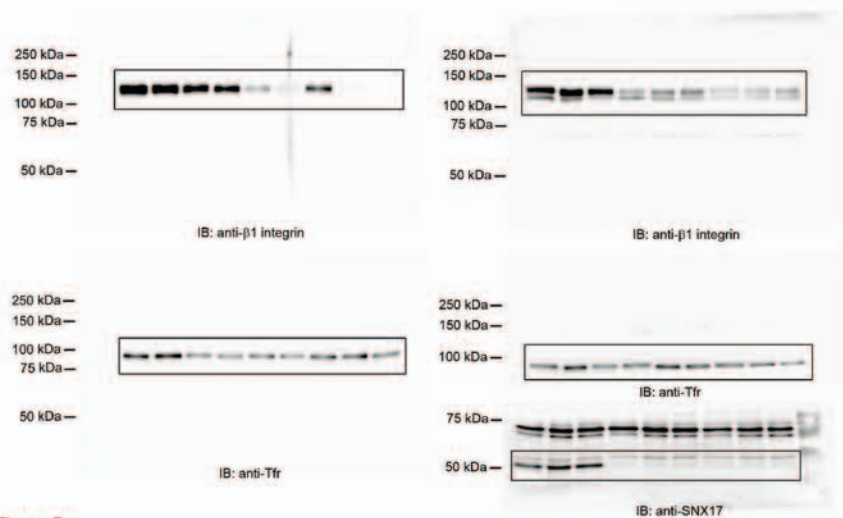 250 kDa
150 kDa
100 kDa
75 kDa
50 kDa
IB: anti-β1 integrin
250 kDa
150 kDa
100 kDa
75 kDa
50 kDa
IB: anti-β1 integrin
250 kDa
150 kDa
100 kDa
75 kDa
50 kDa
IB: anti-Tfr
250 kDa
150 kDa
100 kDa
IB: anti-Tfr
75 kDa
50 kDa
IB: anti-SNX17